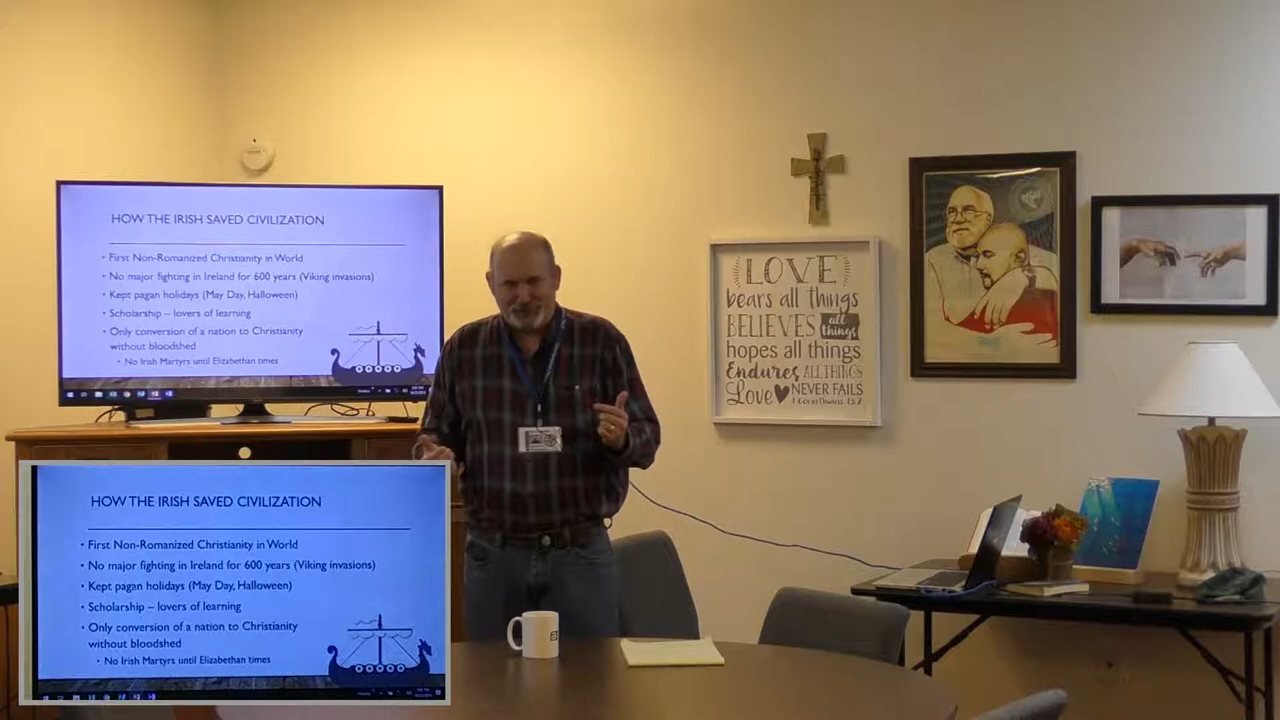 HOW THE IRISH SAVED CIVILIZATION
• First Non-Romanized Christianity in World
• No major fighting in Ireland for 600 years (Viking invasions)
• Kept pagan holidays (May Day, Halloween)
• Scholarship – lovers of learning
• Only conversion of a nation to Christianity
without bloodshed
• No Irish Martyrs until Elizabethan times
LOVE
bears all things
BELIEVES all things
hopes all things
Endures ALL THINGS
Love NEVER FAILS
1 Corinthians 13:7
HOW THE IRISH SAVED CIVILIZATION
• First Non-Romanized Christianity in World
• No major fighting in Ireland for 600 years (Viking invasions)
• Kept pagan holidays (May Day, Halloween)
• Scholarship – lovers of learning
• Only conversion of a nation to Christianity
without bloodshed
• No Irish Martyrs until Elizabethan times